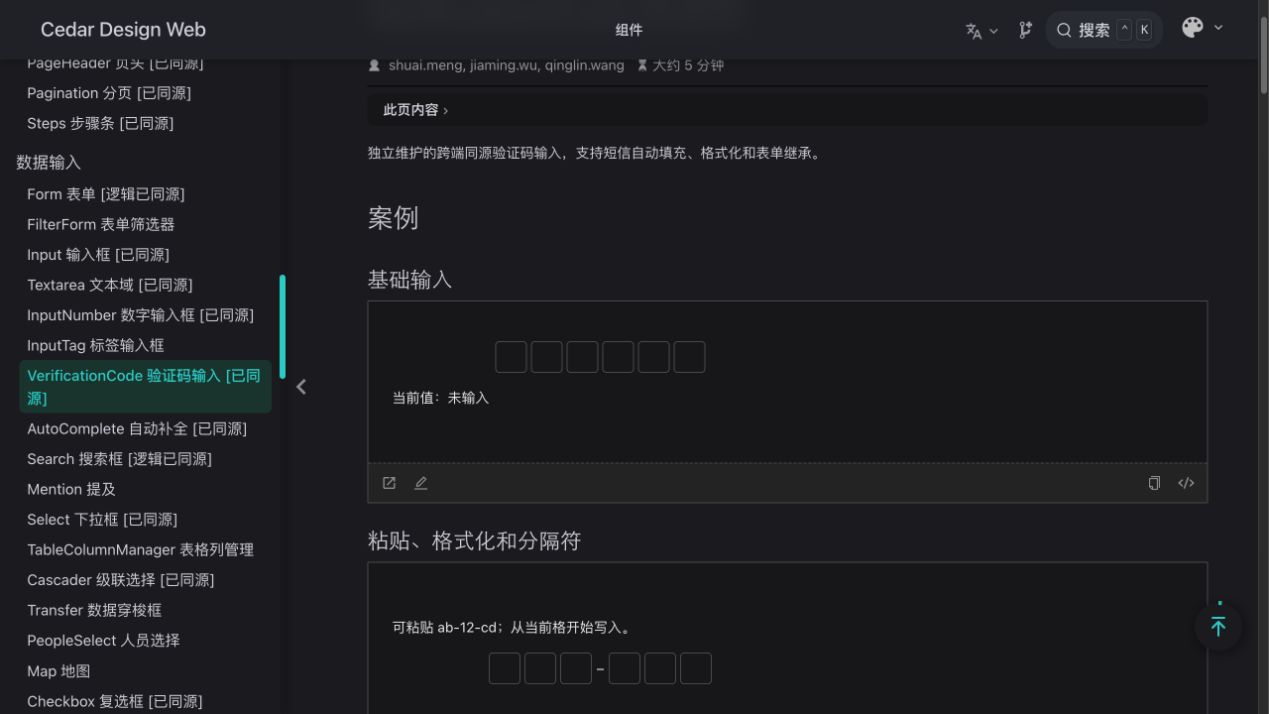 Cedar Design Web
组件
搜索 ^ K
PageHeader 页头 [已同源]
Pagination 分页 [已同源]
Steps 步骤条 [已同源]
数据输入
Form 表单 [逻辑已同源]
FilterForm 表单筛选器
Input 输入框 [已同源]
Textarea 文本域 [已同源]
InputNumber 数字输入框 [已同源]
InputTag 标签输入框
VerificationCode 验证码输入 [已同
源]
AutoComplete 自动补全 [已同源]
Search 搜索框 [逻辑已同源]
Mention 提及
Select 下拉框 [已同源]
TableColumnManager 表格列管理
Cascader 级联选择 [已同源]
Transfer 数据穿梭框
PeopleSelect 人员选择
Map 地图
Checkbox 复选框 [已同源]
shuai.meng, jiaming.wu, qinglin.wang 大约 5 分钟
此页内容 ›
独立维护的跨端同源验证码输入，支持短信自动填充、格式化和表单继承。
案例
基础输入
当前值：未输入
粘贴、格式化和分隔符
可粘贴 ab-12-cd；从当前格开始写入。
-